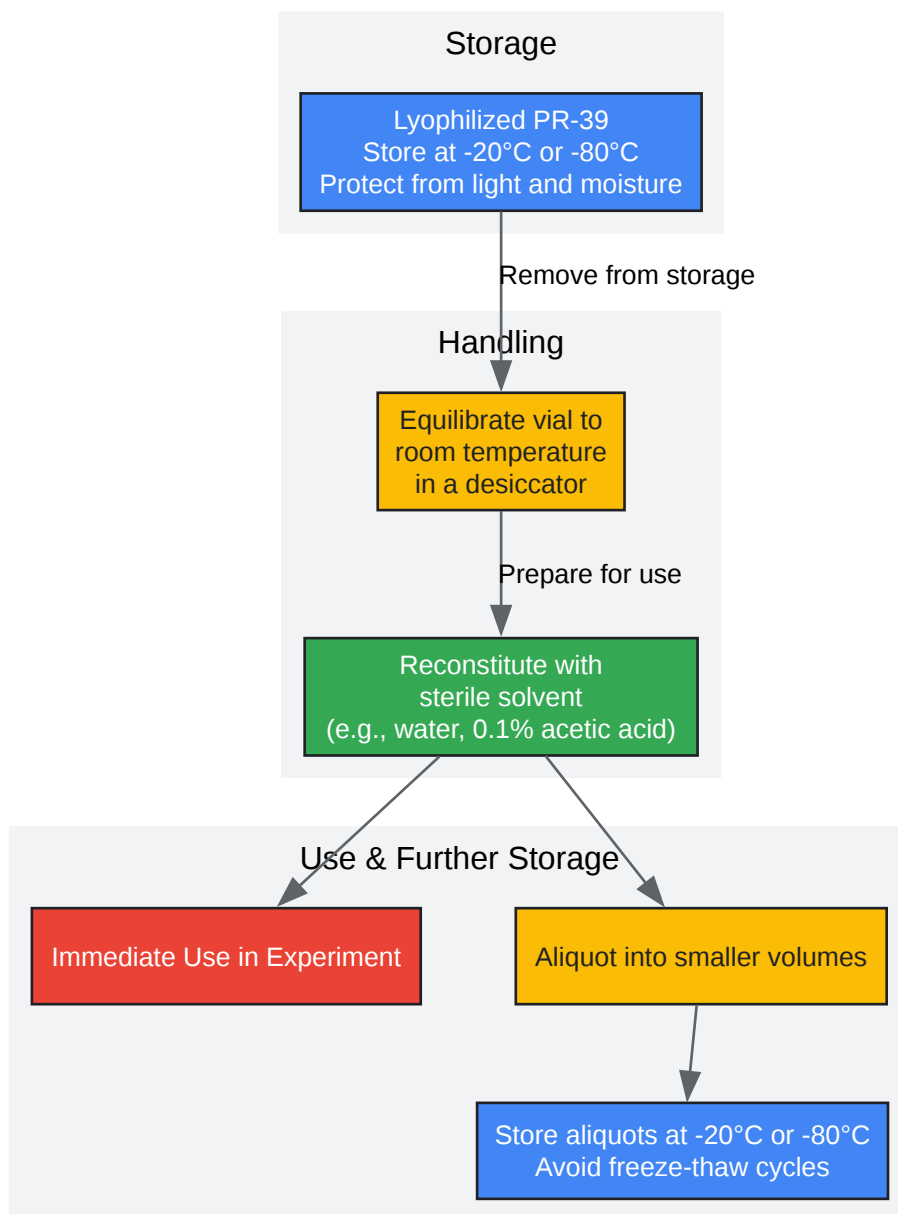 Storage
Lyophilized PR-39
Store at -20°C or -80°C
Protect from light and moisture
Remove from storage
Handling
Equilibrate vial to
room temperature
in a desiccator
Prepare for use
Reconstitute with
sterile solvent
(e.g., water, 0.1% acetic acid)
Use & Further Storage
Immediate Use in Experiment
Aliquot into smaller volumes
Store aliquots at -20°C or -80°C
Avoid freeze-thaw cycles